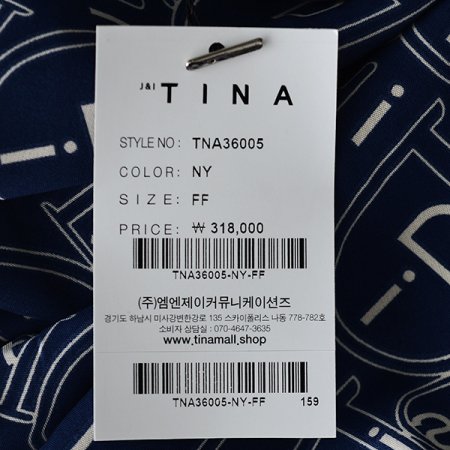 J&I TINA
STYLE NO: TNA36005
COLOR: NY
SIZE: FF
PRICE: ₩ 318,000
TNA36005-NY-FF
(주)엠엔제이커뮤니케이션즈
경기도 하남시 미사강변한강로 135 스카이폴리스 나동 778-782호
소비자 상담실 : 070-4647-3635
www.tinamall.shop
TNA36005-NY-FF 159